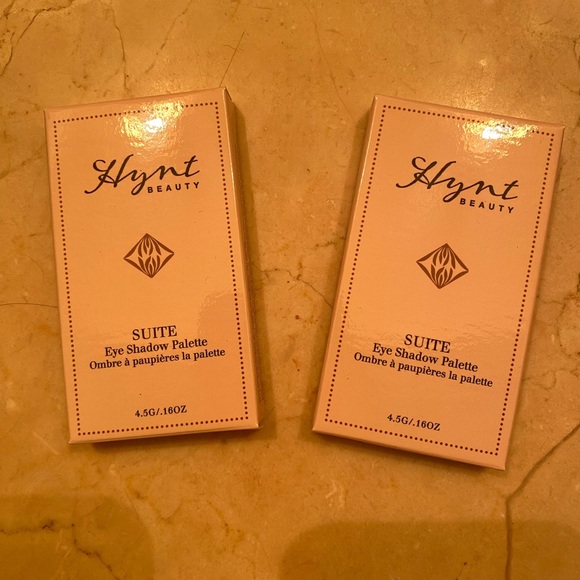 Hynt
BEAUTY
SUITE
Eye Shadow Palette
Ombre à paupières la palette
4.5G/.16OZ
Hynt
BEAUTY
SUITE
Eye Shadow Palette
Ombre à paupières la palette
4.5G/.16OZ